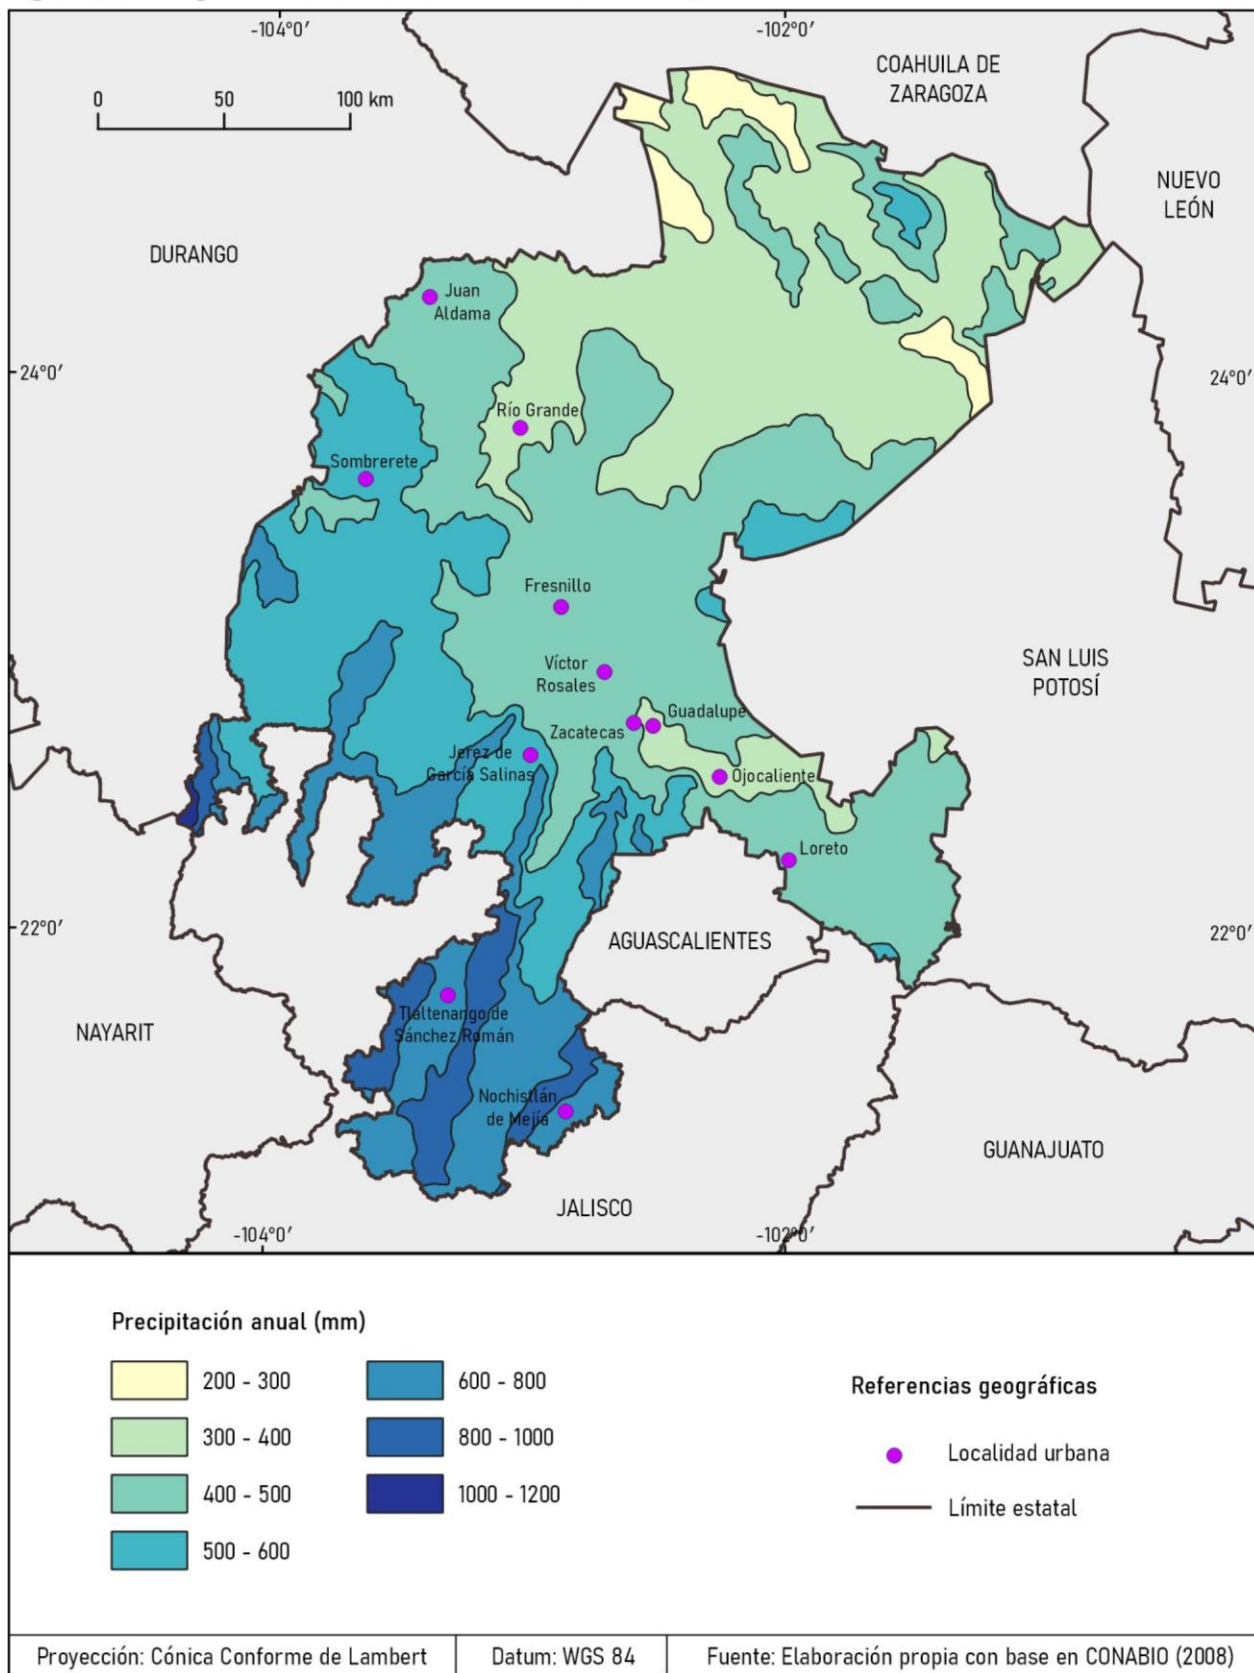 -104°0′
-102°0′
0 50 100 km
COAHUILA DE
ZARAGOZA
NUEVO
LEÓN
DURANGO
Juan
Aldama
24°0′
24°0′
Río Grande
Sombrerete
Fresnillo
Víctor
Rosales
SAN LUIS
POTOSÍ
Zacatecas
Guadalupe
Jerez de
García Salinas
Ojocaliente
Loreto
22°0′
22°0′
AGUASCALIENTES
NAYARIT
Tlaltenango de
Sánchez Román
Nochistlán
de Mejía
GUANAJUATO
JALISCO
-104°0′
-102°0′
Precipitación anual (mm)
200 - 300
300 - 400
400 - 500
500 - 600
600 - 800
800 - 1000
1000 - 1200
Referencias geográficas
Localidad urbana
Límite estatal
Proyección: Cónica Conforme de Lambert
Datum: WGS 84
Fuente: Elaboración propia con base en CONABIO (2008)